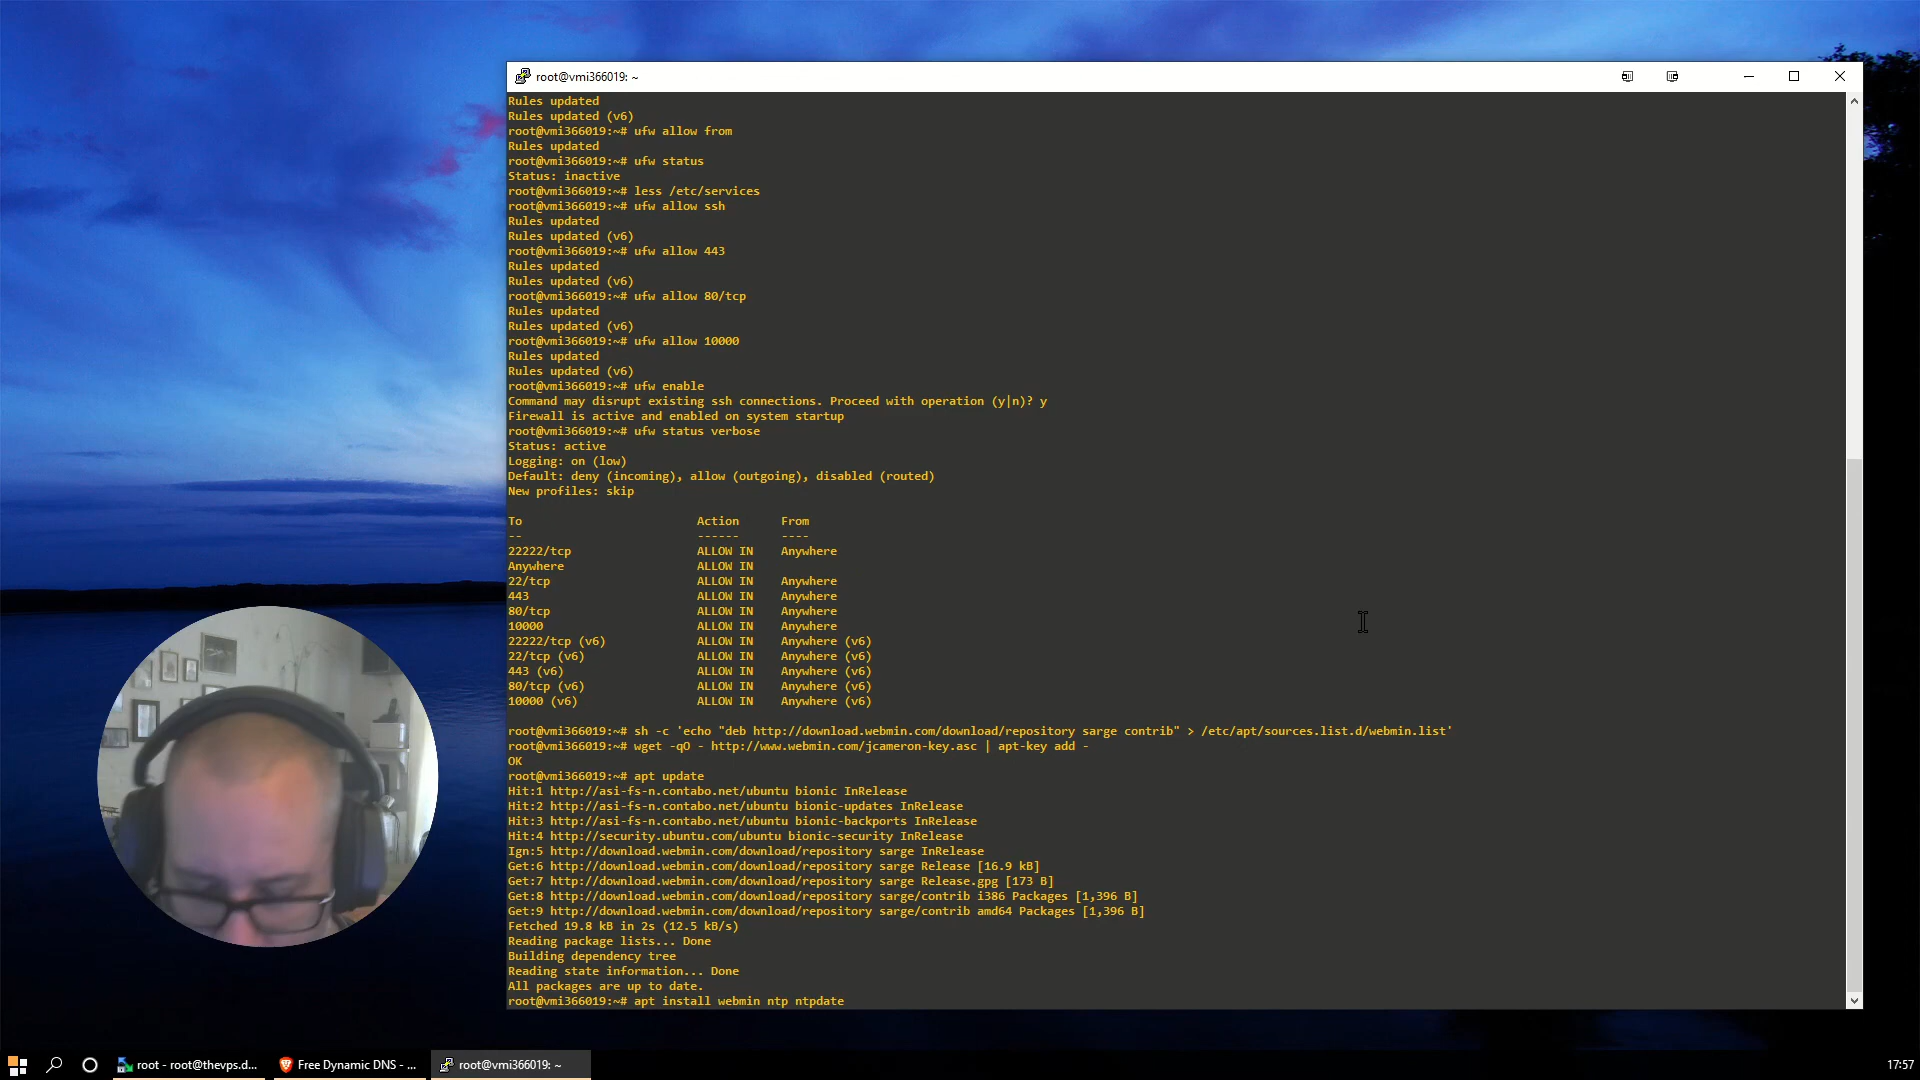 root@vmi366019: ~
Rules updated
Rules updated (v6)
root@vmi366019:~# ufw allow from
Rules updated
root@vmi366019:~# ufw status
Status: inactive
root@vmi366019:~# less /etc/services
root@vmi366019:~# ufw allow ssh
Rules updated
Rules updated (v6)
root@vmi366019:~# ufw allow 443
Rules updated
Rules updated (v6)
root@vmi366019:~# ufw allow 80/tcp
Rules updated
Rules updated (v6)
root@vmi366019:~# ufw allow 10000
Rules updated
Rules updated (v6)
root@vmi366019:~# ufw enable
Command may disrupt existing ssh connections. Proceed with operation (y|n)? y
Firewall is active and enabled on system startup
root@vmi366019:~# ufw status verbose
Status: active
Logging: on (low)
Default: deny (incoming), allow (outgoing), disabled (routed)
New profiles: skip
To Action From
-- ------ ----
22222/tcp ALLOW IN Anywhere
Anywhere ALLOW IN
22/tcp ALLOW IN Anywhere
443 ALLOW IN Anywhere
80/tcp ALLOW IN Anywhere
10000 ALLOW IN Anywhere
22222/tcp (v6) ALLOW IN Anywhere (v6)
22/tcp (v6) ALLOW IN Anywhere (v6)
443 (v6) ALLOW IN Anywhere (v6)
80/tcp (v6) ALLOW IN Anywhere (v6)
10000 (v6) ALLOW IN Anywhere (v6)
root@vmi366019:~# sh -c 'echo "deb http://download.webmin.com/download/repository sarge contrib" > /etc/apt/sources.list.d/webmin.list'
root@vmi366019:~# wget -qO - http://www.webmin.com/jcameron-key.asc | apt-key add -
OK
root@vmi366019:~# apt update
Hit:1 http://asi-fs-n.contabo.net/ubuntu bionic InRelease
Hit:2 http://asi-fs-n.contabo.net/ubuntu bionic-updates InRelease
Hit:3 http://asi-fs-n.contabo.net/ubuntu bionic-backports InRelease
Hit:4 http://security.ubuntu.com/ubuntu bionic-security InRelease
Ign:5 http://download.webmin.com/download/repository sarge InRelease
Get:6 http://download.webmin.com/download/repository sarge Release [16.9 kB]
Get:7 http://download.webmin.com/download/repository sarge Release.gpg [173 B]
Get:8 http://download.webmin.com/download/repository sarge/contrib i386 Packages [1,396 B]
Get:9 http://download.webmin.com/download/repository sarge/contrib amd64 Packages [1,396 B]
Fetched 19.8 kB in 2s (12.5 kB/s)
Reading package lists... Done
Building dependency tree
Reading state information... Done
All packages are up to date.
root@vmi366019:~# apt install webmin ntp ntpdate
root - root@thevps.d...
Free Dynamic DNS - ...
root@vmi366019: ~
17:57